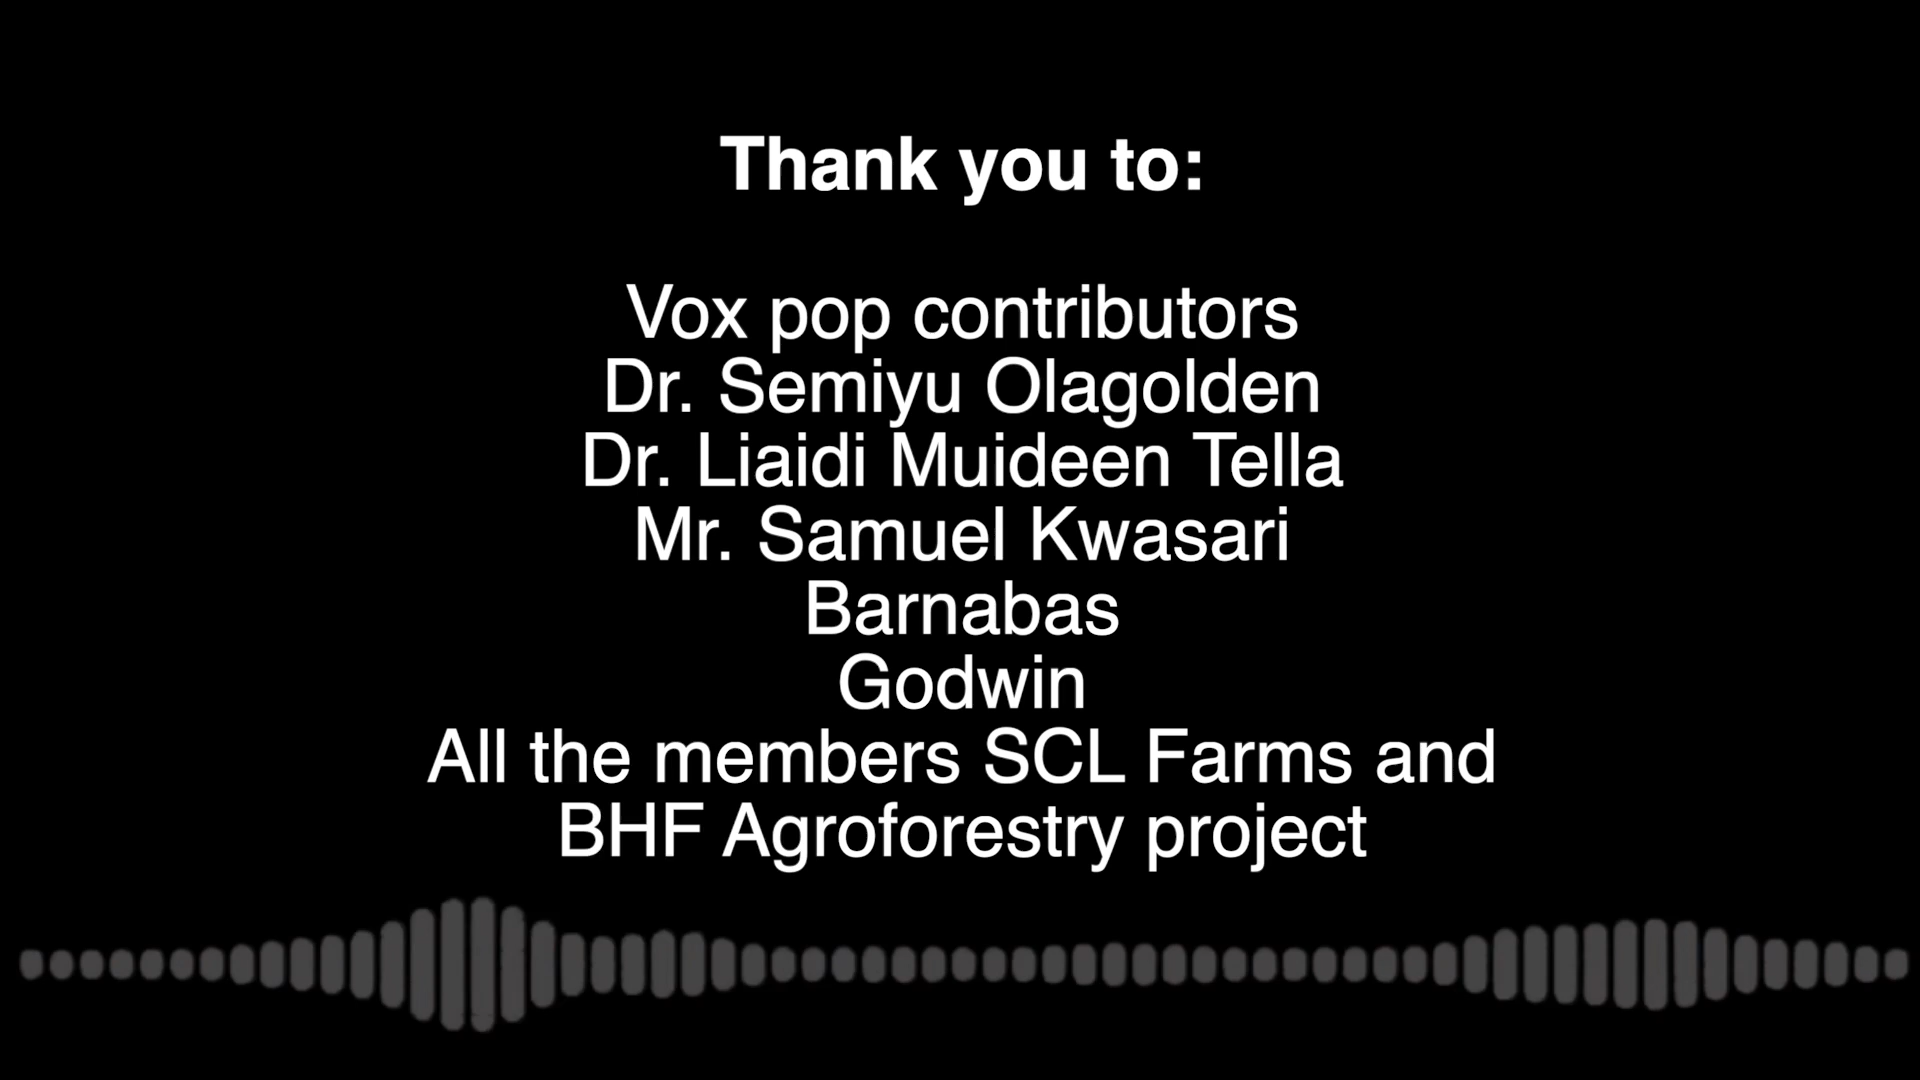 Thank you to:
Vox pop contributors
Dr. Semiyu Olagolden
Dr. Liaidi Muideen Tella
Mr. Samuel Kwasari
Barnabas
Godwin
All the members SCL Farms and
BHF Agroforestry project